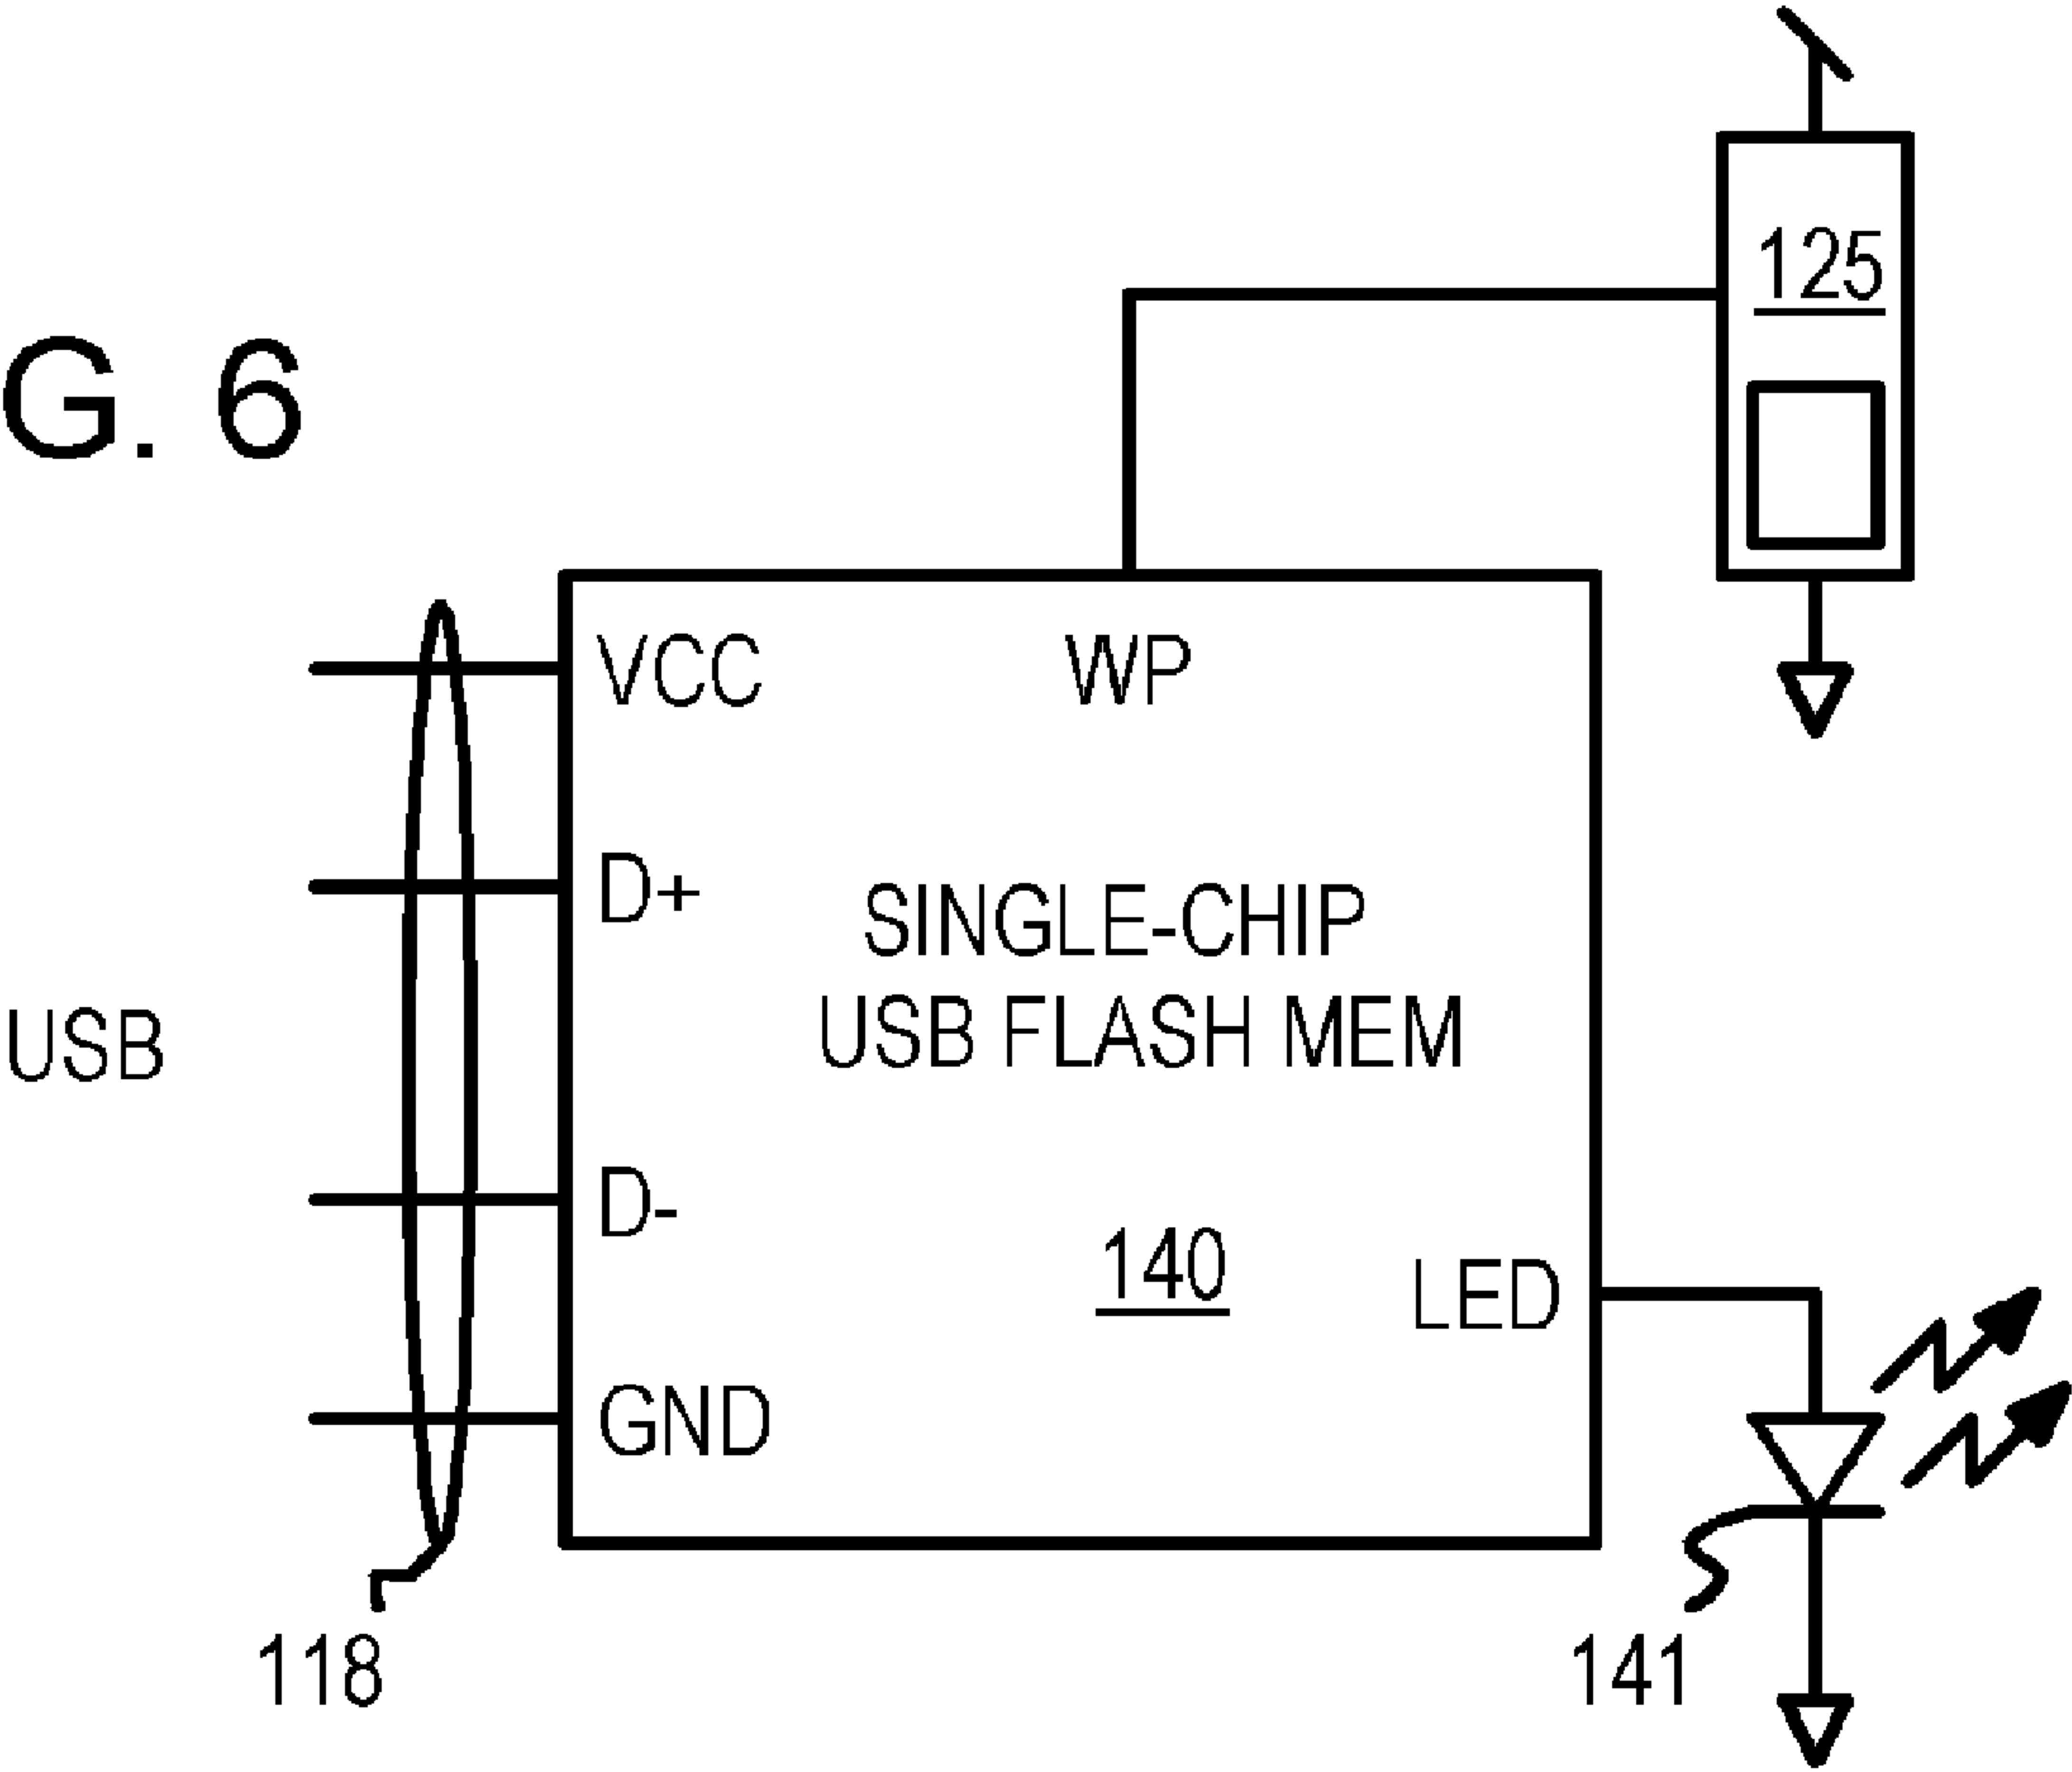 G. 6
125
VCC
WP
D+
SINGLE-CHIP
USB FLASH MEM
USB
D-
140
LED
GND
118
141